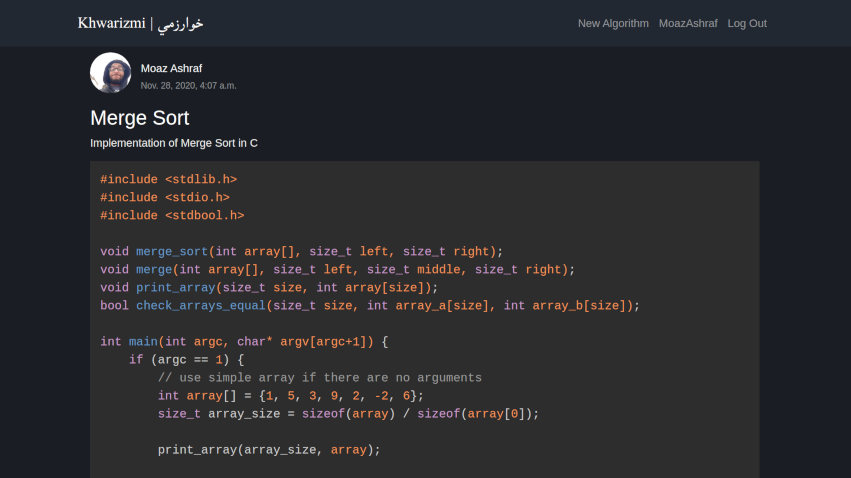 Khwarizmi | خوارزمي
New Algorithm MoazAshraf Log Out
Moaz Ashraf
Nov. 28, 2020, 4:07 a.m.
Merge Sort
Implementation of Merge Sort in C
#include <stdlib.h>
#include <stdio.h>
#include <stdbool.h>
void merge_sort(int array[], size_t left, size_t right);
void merge(int array[], size_t left, size_t middle, size_t right);
void print_array(size_t size, int array[size]);
bool check_arrays_equal(size_t size, int array_a[size], int array_b[size]);
int main(int argc, char* argv[argc+1]) {
    if (argc == 1) {
        // use simple array if there are no arguments
        int array[] = {1, 5, 3, 9, 2, -2, 6};
        size_t array_size = sizeof(array) / sizeof(array[0]);
        print_array(array_size, array);